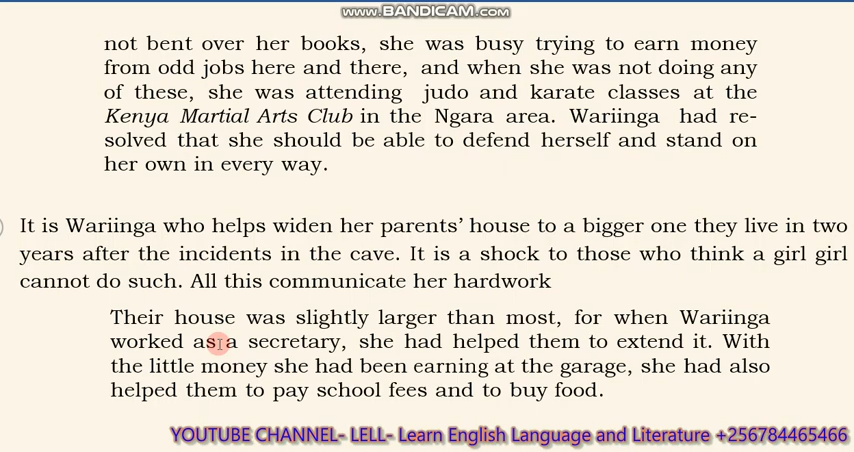 www.BANDICAM.com
not bent over her books, she was busy trying to earn money
from odd jobs here and there, and when she was not doing any
of these, she was attending judo and karate classes at the
Kenya Martial Arts Club in the Ngara area. Wariinga had re-
solved that she should be able to defend herself and stand on
her own in every way.
It is Wariinga who helps widen her parents’ house to a bigger one they live in two
years after the incidents in the cave. It is a shock to those who think a girl girl
cannot do such. All this communicate her hardwork
Their house was slightly larger than most, for when Wariinga
worked as a secretary, she had helped them to extend it. With
the little money she had been earning at the garage, she had also
helped them to pay school fees and to buy food.
YOUTUBE CHANNEL- LELL- Learn English Language and Literature +256784465466